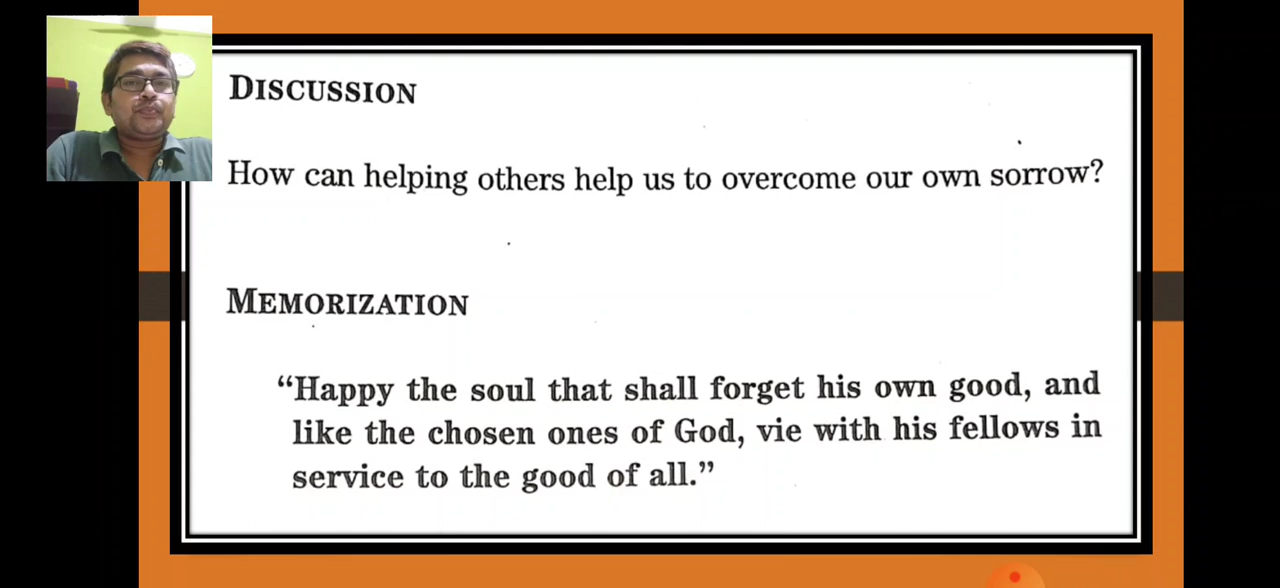 DISCUSSION
How can helping others help us to overcome our own sorrow?
MEMORIZATION
“Happy the soul that shall forget his own good, and
like the chosen ones of God, vie with his fellows in
service to the good of all.”